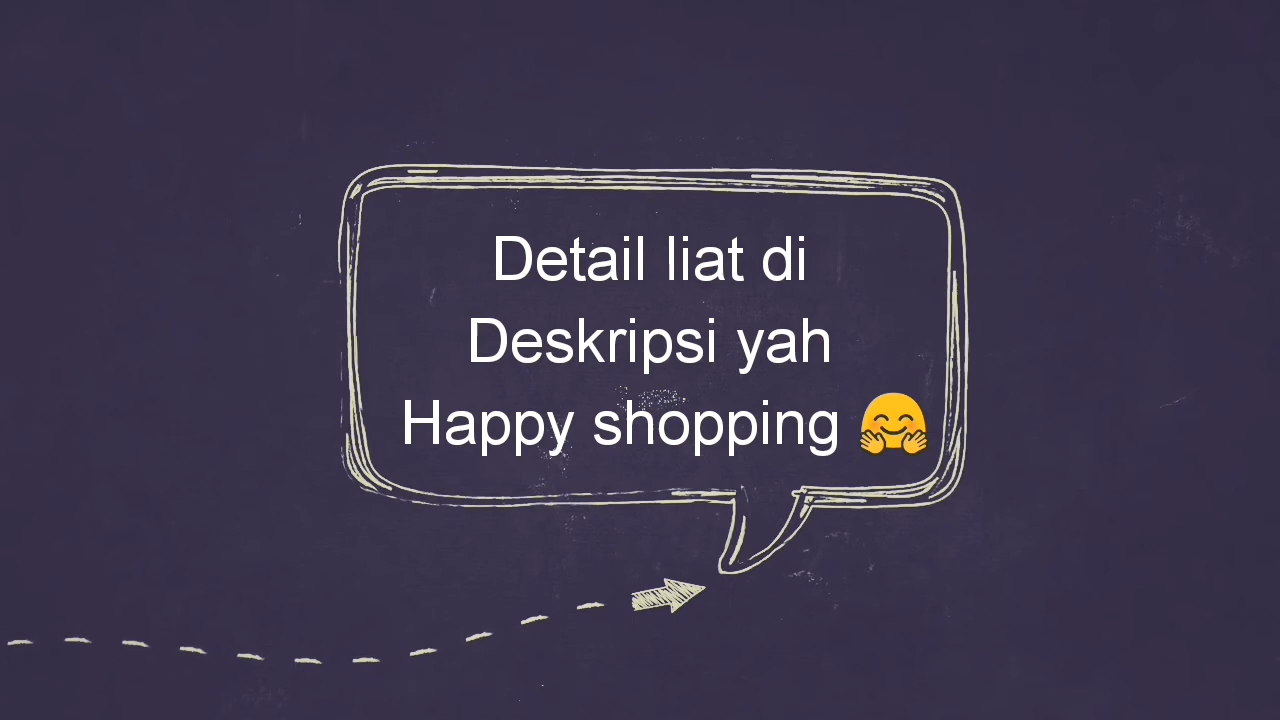 Detail liat di
Deskripsi yah
Happy shopping 🤗